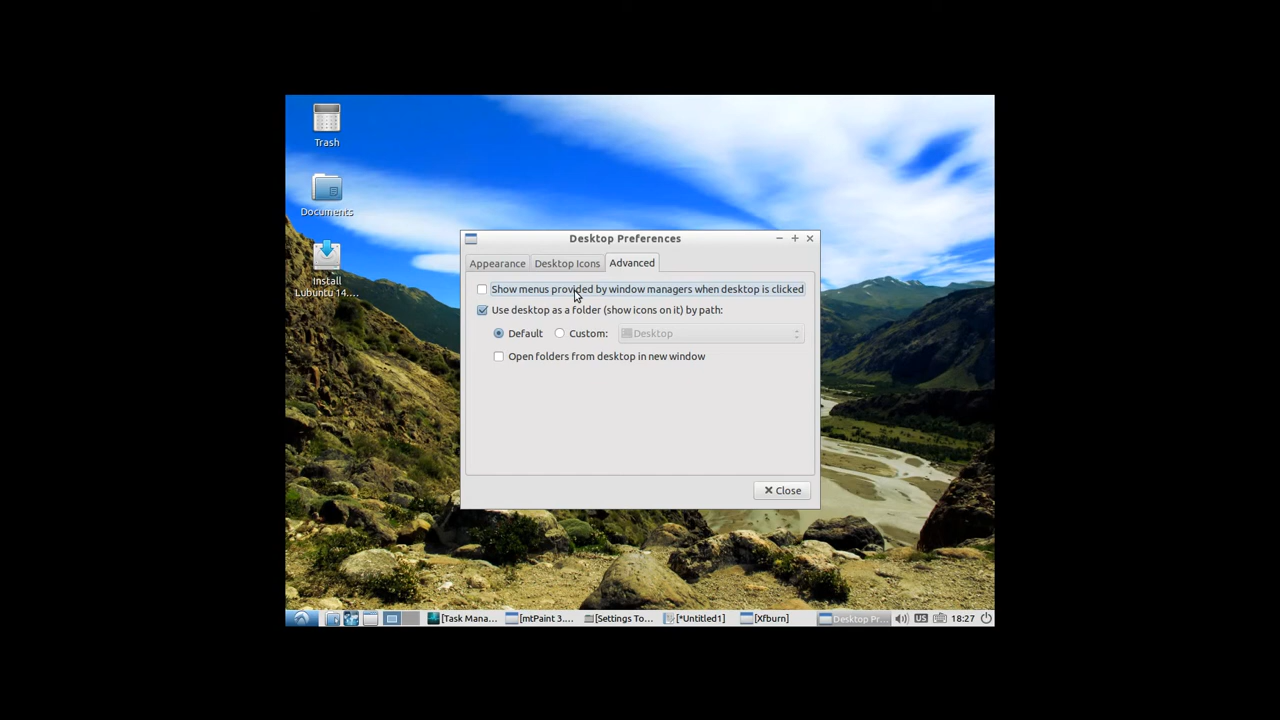 Trash
Documents
Install
Lubuntu 14....
Desktop Preferences
Appearance Desktop Icons Advanced
Show menus provided by window managers when desktop is clicked
Use desktop as a folder (show icons on it) by path:
Default Custom: Desktop
Open folders from desktop in new window
Close
[Task Mana... [mtPaint 3.... [Settings To... [*Untitled1] [Xfburn] Desktop Pr... US 18:27